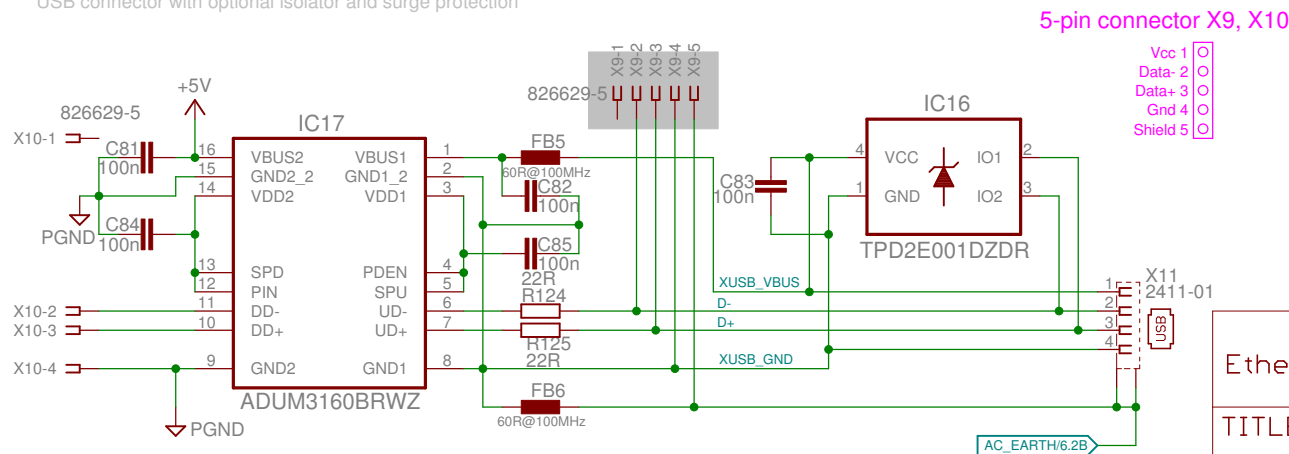 USB connector with optional isolator and surge protection
5-pin connector X9, X10
Vcc 1
Data- 2
Data+ 3
Gnd 4
Shield 5
X9-1
X9-2
X9-3
X9-4
X9-5
826629-5
+5V
826629-5
X10-1
C81
100n
IC17
16 VBUS2 VBUS1 1
15 GND2_2 GND1_2 2
14 VDD2 VDD1 3
13 SPD PDEN 4
12 PIN SPU 5
11 DD- UD- 6
10 DD+ UD+ 7
9 GND2 GND1 8
ADUM3160BRWZ
PGND
C84
100n
X10-2
X10-3
X10-4
PGND
FB5
60R@100MHz
C82
100n
C85
100n
22R
R124
R125
22R
FB6
60R@100MHz
C83
100n
IC16
4 VCC IO1 2
1 GND IO2 3
TPD2E001DZDR
XUSB_VBUS
D-
D+
XUSB_GND
X11
2411-01
1
2
3
4
USB
AC_EARTH/6.2B
Ethe
TITLE